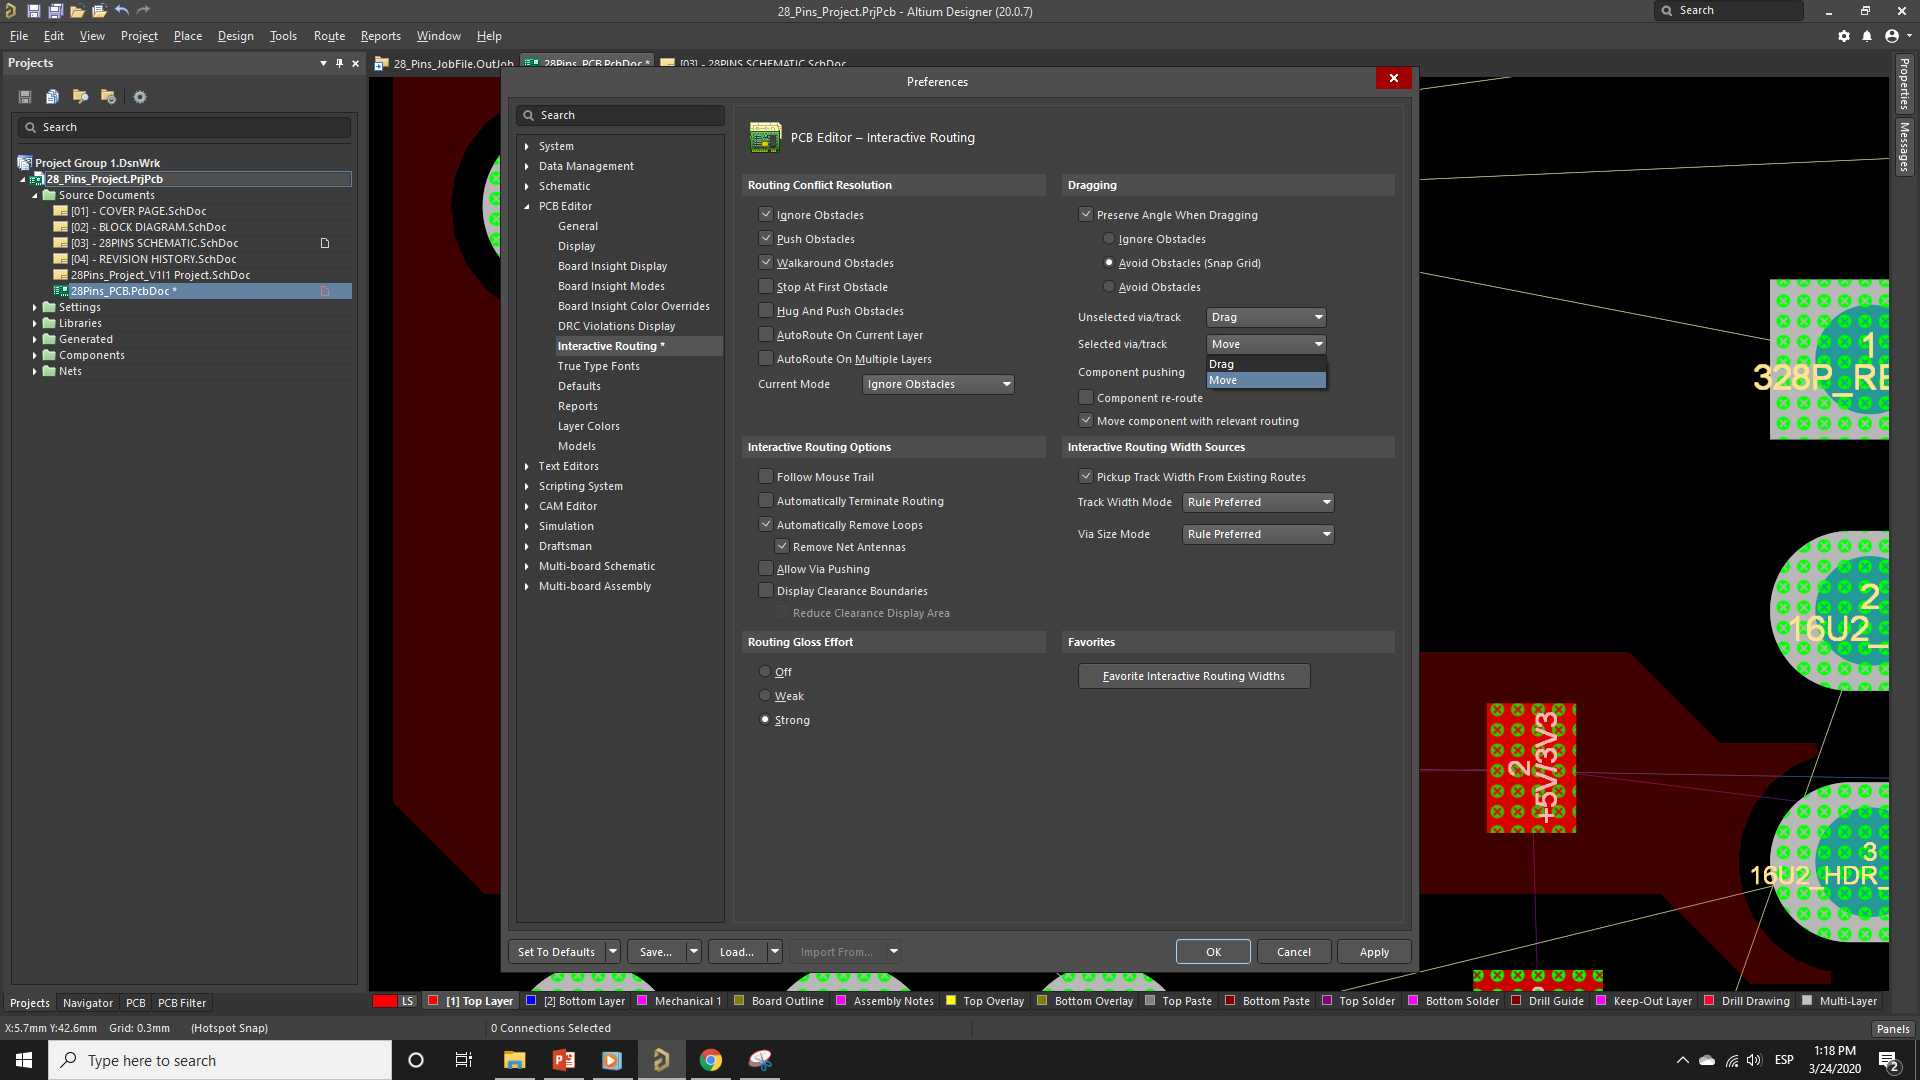 28_Pins_Project.PrjPcb - Altium Designer (20.0.7)
Search
File Edit View Project Place Design Tools Route Reports Window Help
Projects
28_Pins_JobFile.OutJob
28Pins_PCB.PcbDoc *
[03] - 28PINS SCHEMATIC.SchDoc
Search
Project Group 1.DsnWrk
28_Pins_Project.PrjPcb
Source Documents
[01] - COVER PAGE.SchDoc
[02] - BLOCK DIAGRAM.SchDoc
[03] - 28PINS SCHEMATIC.SchDoc
[04] - REVISION HISTORY.SchDoc
28Pins_Project_V1I1 Project.SchDoc
28Pins_PCB.PcbDoc *
Settings
Libraries
Generated
Components
Nets
Preferences
Search
System
Data Management
Schematic
PCB Editor
General
Display
Board Insight Display
Board Insight Modes
Board Insight Color Overrides
DRC Violations Display
Interactive Routing *
True Type Fonts
Defaults
Reports
Layer Colors
Models
Text Editors
Scripting System
CAM Editor
Simulation
Draftsman
Multi-board Schematic
Multi-board Assembly
PCB Editor – Interactive Routing
Routing Conflict Resolution
Ignore Obstacles
Push Obstacles
Walkaround Obstacles
Stop At First Obstacle
Hug And Push Obstacles
AutoRoute On Current Layer
AutoRoute On Multiple Layers
Current Mode Ignore Obstacles
Dragging
Preserve Angle When Dragging
Ignore Obstacles
Avoid Obstacles (Snap Grid)
Avoid Obstacles
Unselected via/track Drag
Selected via/track Move
Drag
Move
Component pushing
Component re-route
Move component with relevant routing
Interactive Routing Options
Follow Mouse Trail
Automatically Terminate Routing
Automatically Remove Loops
Remove Net Antennas
Allow Via Pushing
Display Clearance Boundaries
Reduce Clearance Display Area
Interactive Routing Width Sources
Pickup Track Width From Existing Routes
Track Width Mode Rule Preferred
Via Size Mode Rule Preferred
Routing Gloss Effort
Off
Weak
Strong
Favorites
Favorite Interactive Routing Widths
Set To Defaults Save... Load... Import From... OK Cancel Apply
Properties
Messages
1
328P_RE
2
16U2_
2
+5V/3V3
3
16U2_HDR_
Projects Navigator PCB PCB Filter
LS [1] Top Layer [2] Bottom Layer Mechanical 1 Board Outline Assembly Notes Top Overlay Bottom Overlay Top Paste Bottom Paste Top Solder Bottom Solder Drill Guide Keep-Out Layer Drill Drawing Multi-Layer
X:5.7mm Y:42.6mm Grid: 0.3mm (Hotspot Snap) 0 Connections Selected Panels
Type here to search
ESP
1:18 PM
3/24/2020
2